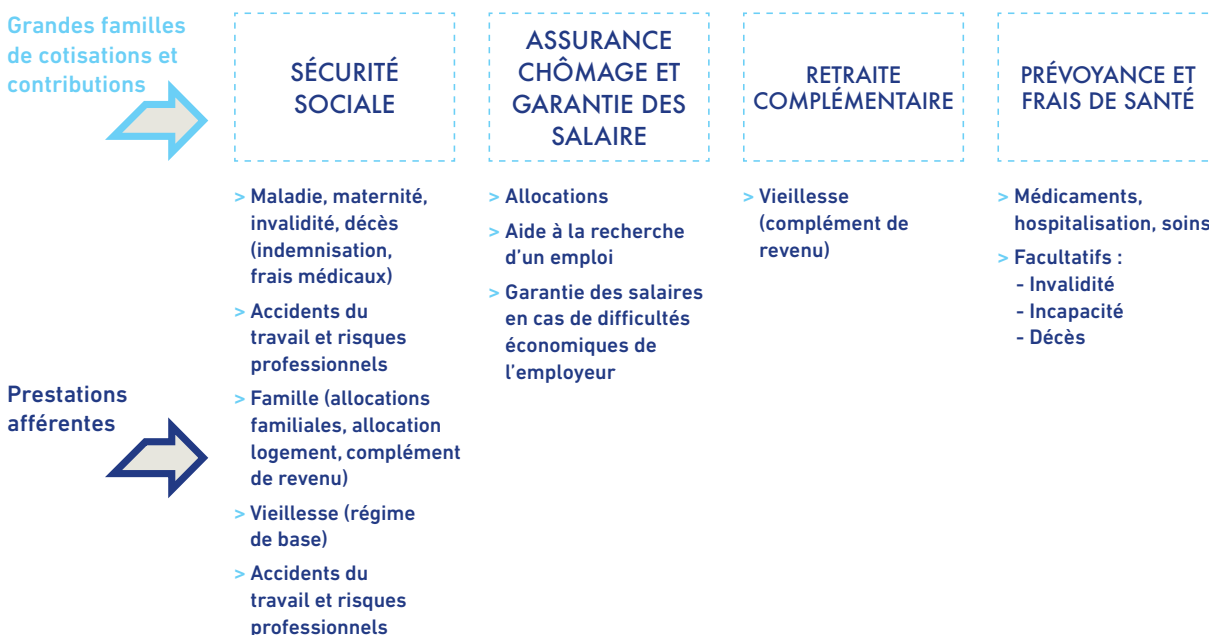 Grandes familles
de cotisations et
contributions
SÉCURITÉ
SOCIALE
ASSURANCE
CHÔMAGE ET
GARANTIE DES
SALAIRE
RETRAITE
COMPLÉMENTAIRE
PRÉVOYANCE ET
FRAIS DE SANTÉ
Prestations
afférentes
> Maladie, maternité,
invalidité, décès
(indemnisation,
frais médicaux)
> Accidents du
travail et risques
professionnels
> Famille (allocations
familiales, allocation
logement, complément
de revenu)
> Vieillesse (régime
de base)
> Accidents du
travail et risques
professionnels
> Allocations
> Aide à la recherche
d’un emploi
> Garantie des salaires
en cas de difficultés
économiques de
l’employeur
> Vieillesse
(complément de
revenu)
> Médicaments,
hospitalisation, soins
> Facultatifs :
- Invalidité
- Incapacité
- Décès